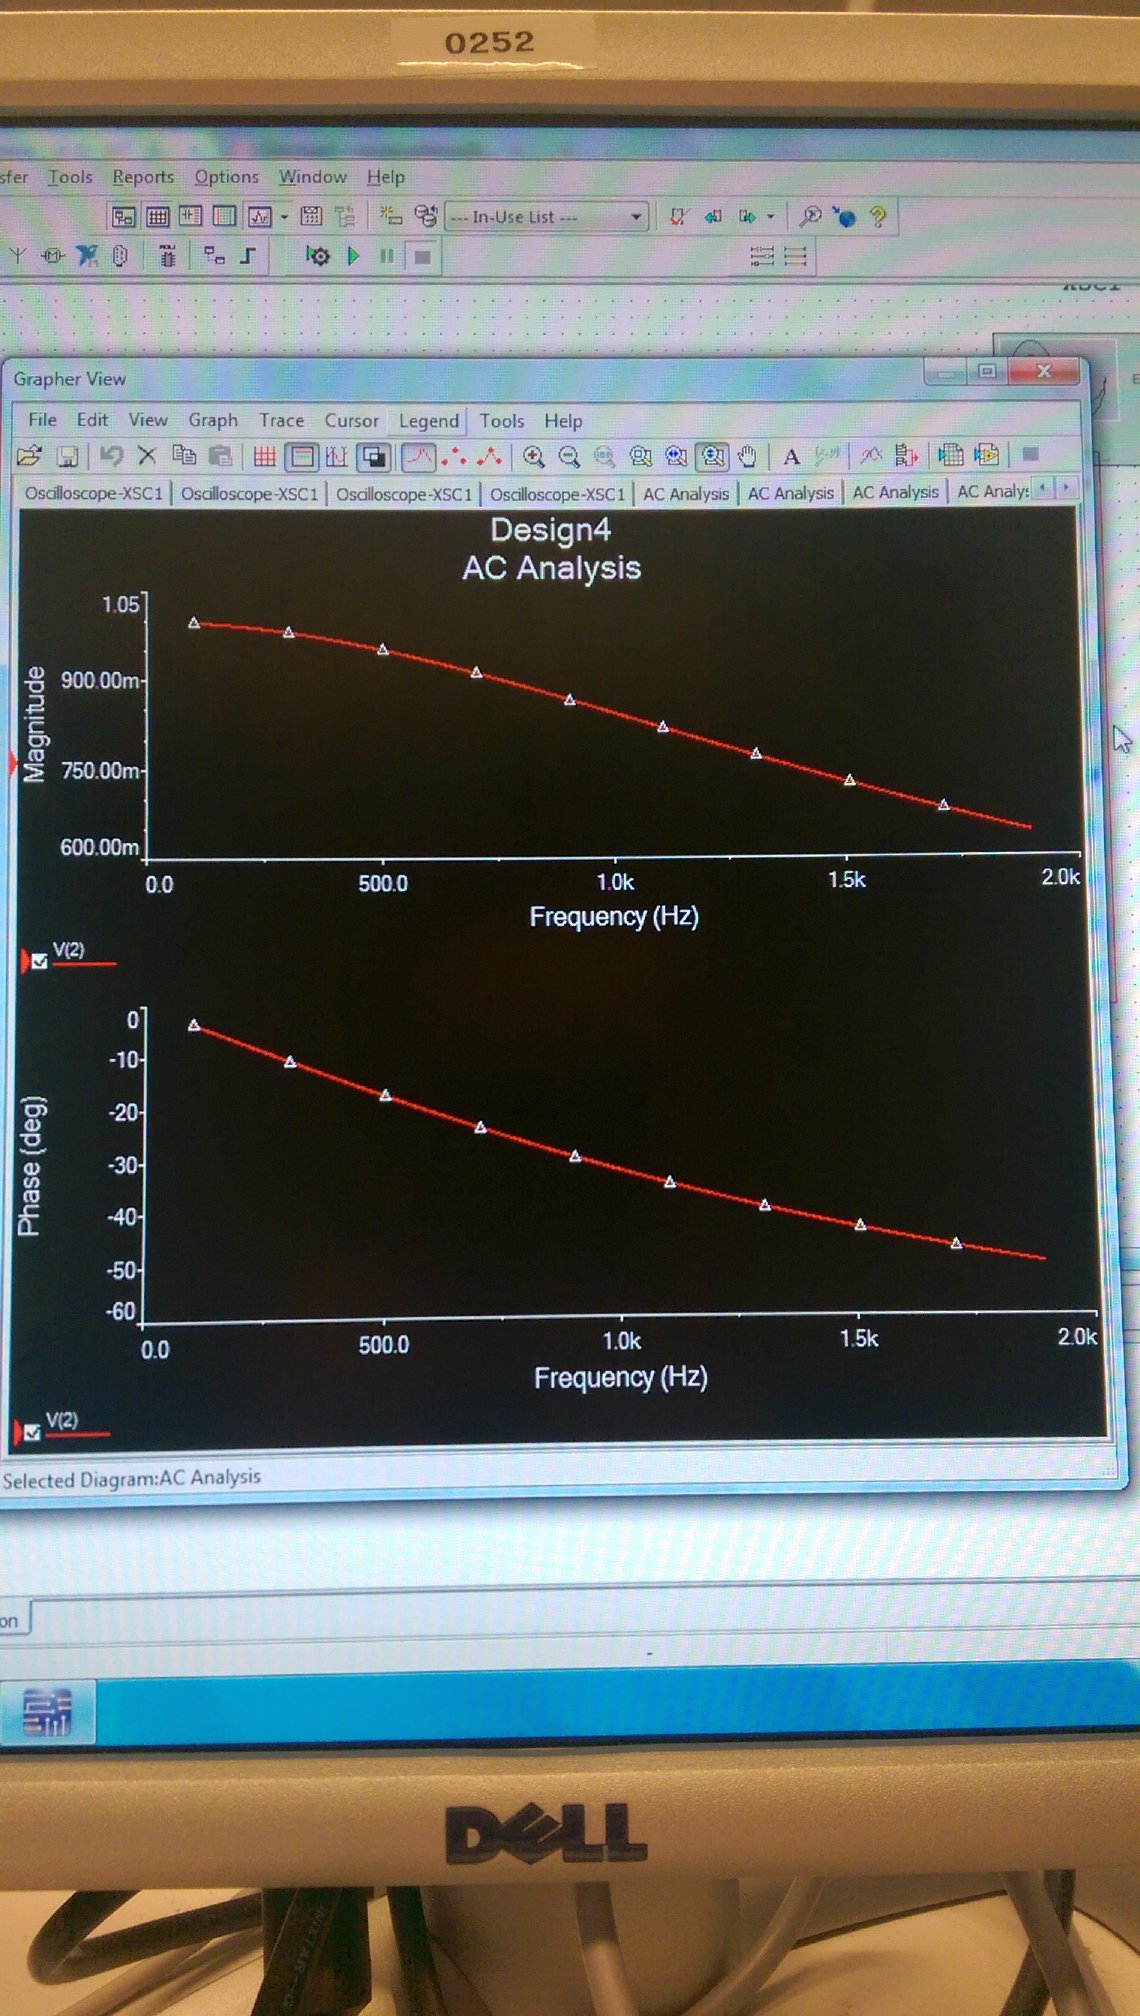 0252
Tools Reports Options Window Help
--- In-Use List ---
XSC1
Grapher View
File Edit View Graph Trace Cursor Legend Tools Help
Oscilloscope-XSC1 Oscilloscope-XSC1 Oscilloscope-XSC1 Oscilloscope-XSC1 AC Analysis AC Analysis AC Analysis AC Analy:
Design4
AC Analysis
1.05
900.00m
750.00m
600.00m
Magnitude
0.0 500.0 1.0k 1.5k 2.0k
Frequency (Hz)
V(2)
0
-10
-20
-30
-40
-50
-60
Phase (deg)
0.0 500.0 1.0k 1.5k 2.0k
Frequency (Hz)
V(2)
Selected Diagram:AC Analysis
on
DELL